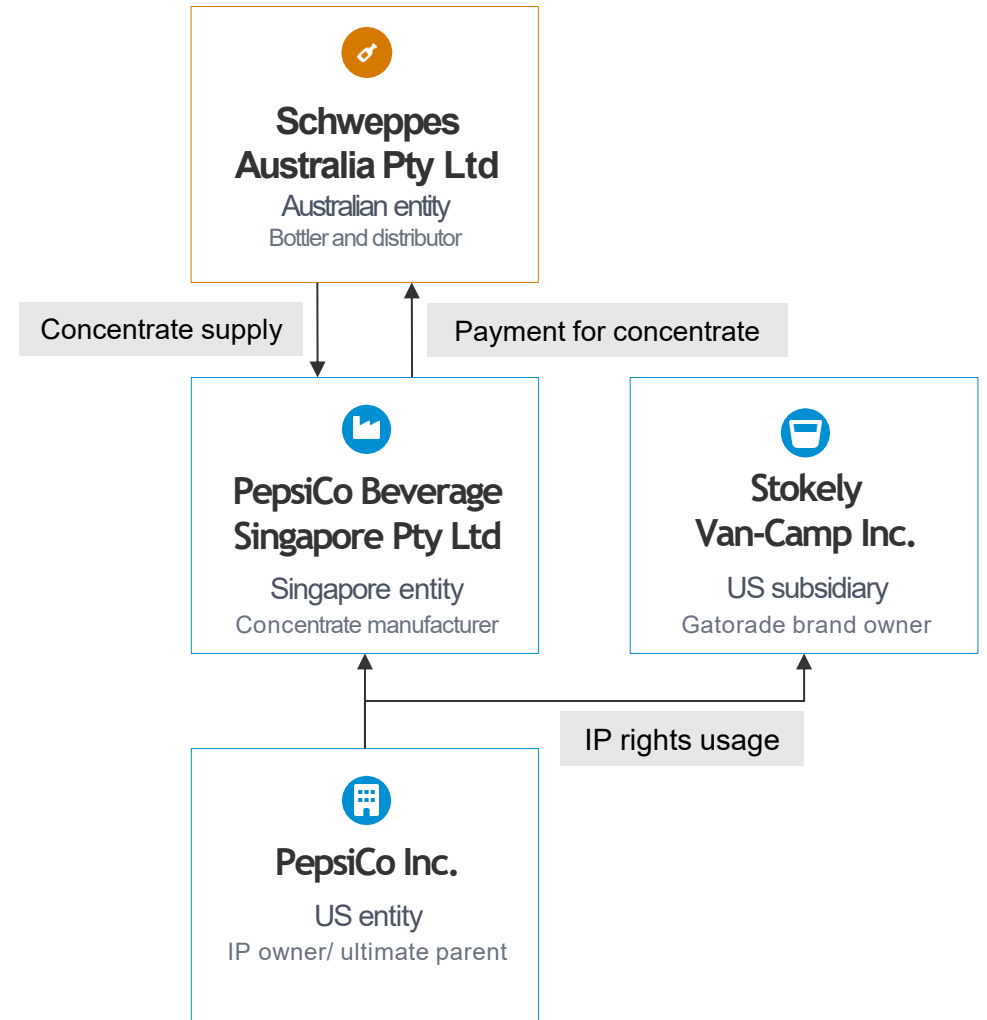 Schweppes
Australia Pty Ltd
Australian entity
Bottler and distributor
Concentrate supply
Payment for concentrate
PepsiCo Beverage
Singapore Pty Ltd
Singapore entity
Concentrate manufacturer
Stokely
Van-Camp Inc.
US subsidiary
Gatorade brand owner
IP rights usage
PepsiCo Inc.
US entity
IP owner/ ultimate parent